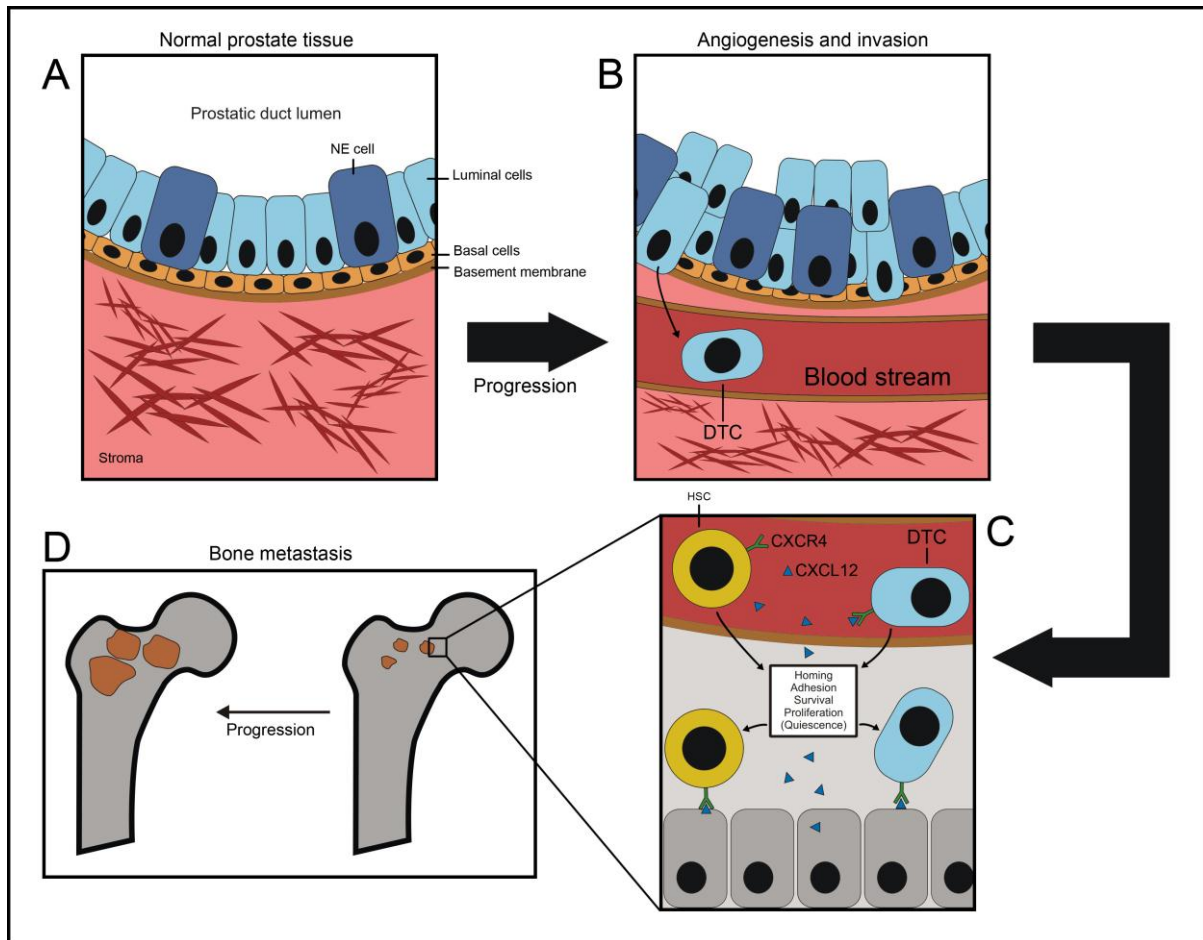 Normal prostate tissue
A
Prostatic duct lumen
NE cell
Luminal cells
Basal cells
Basement membrane
Stroma
Progression
Angiogenesis and invasion
B
Blood stream
DTC
C
HSC
CXCR4
CXCL12
DTC
Homing
Adhesion
Survival
Proliferation
(Quiescence)
D
Bone metastasis
Progression